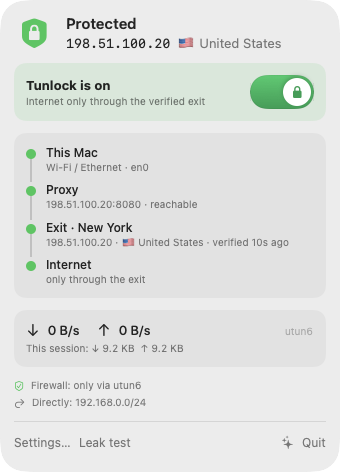 Protected
198.51.100.20 🇺🇸 United States
Tunlock is on
Internet only through the verified exit
This Mac
Wi-Fi / Ethernet · en0
Proxy
198.51.100.20:8080 · reachable
Exit · New York
198.51.100.20 · 🇺🇸 United States · verified 10s ago
Internet
only through the exit
↓ 0 B/s ↑ 0 B/s utun6
This session: ↓ 9.2 KB ↑ 9.2 KB
Firewall: only via utun6
Directly: 192.168.0.0/24
Settings... Leak test Quit